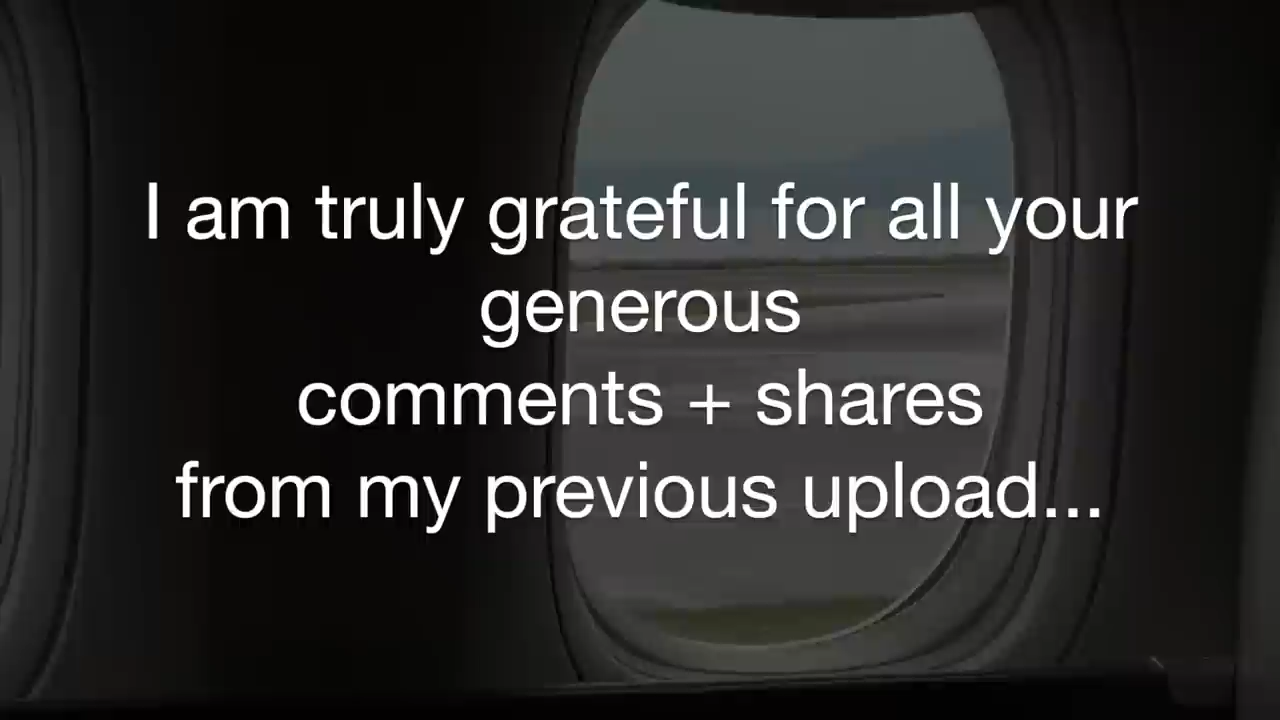 I am truly grateful for all your
generous
comments + shares
from my previous upload...